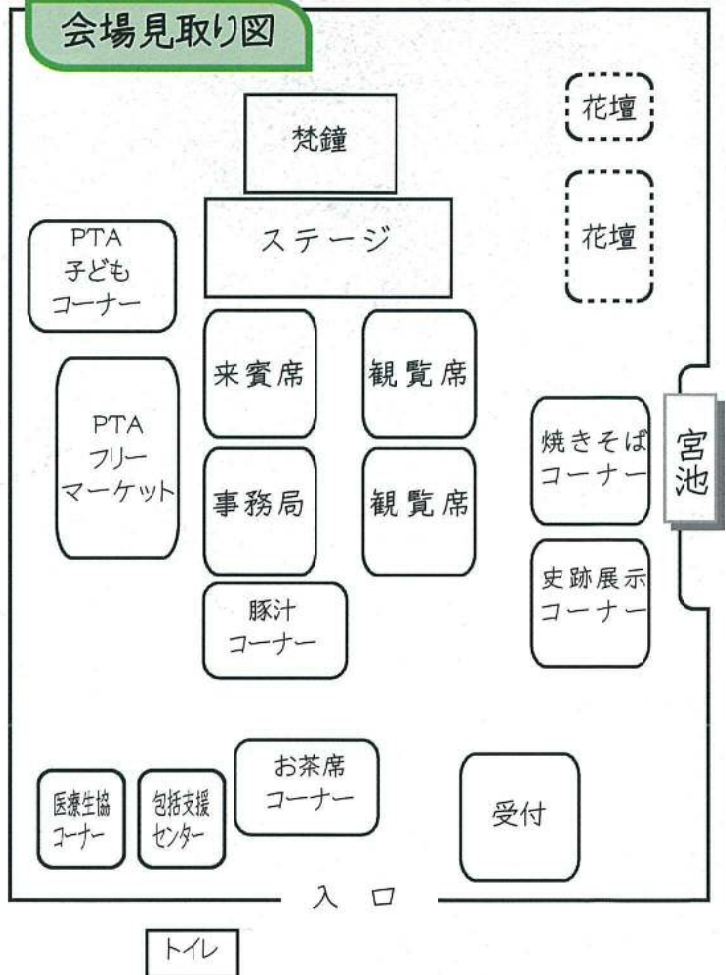 会場見取り図
梵鐘
花壇
ステージ
花壇
PTA
子ども
コーナー
来賓席
観覧席
PTA
フリー
マーケット
焼きそば
コーナー
宮池
事務局
観覧席
史跡展示
コーナー
豚汁
コーナー
お茶席
コーナー
医療生協
コーナー
包括支援
センター
受付
入口
トイレ